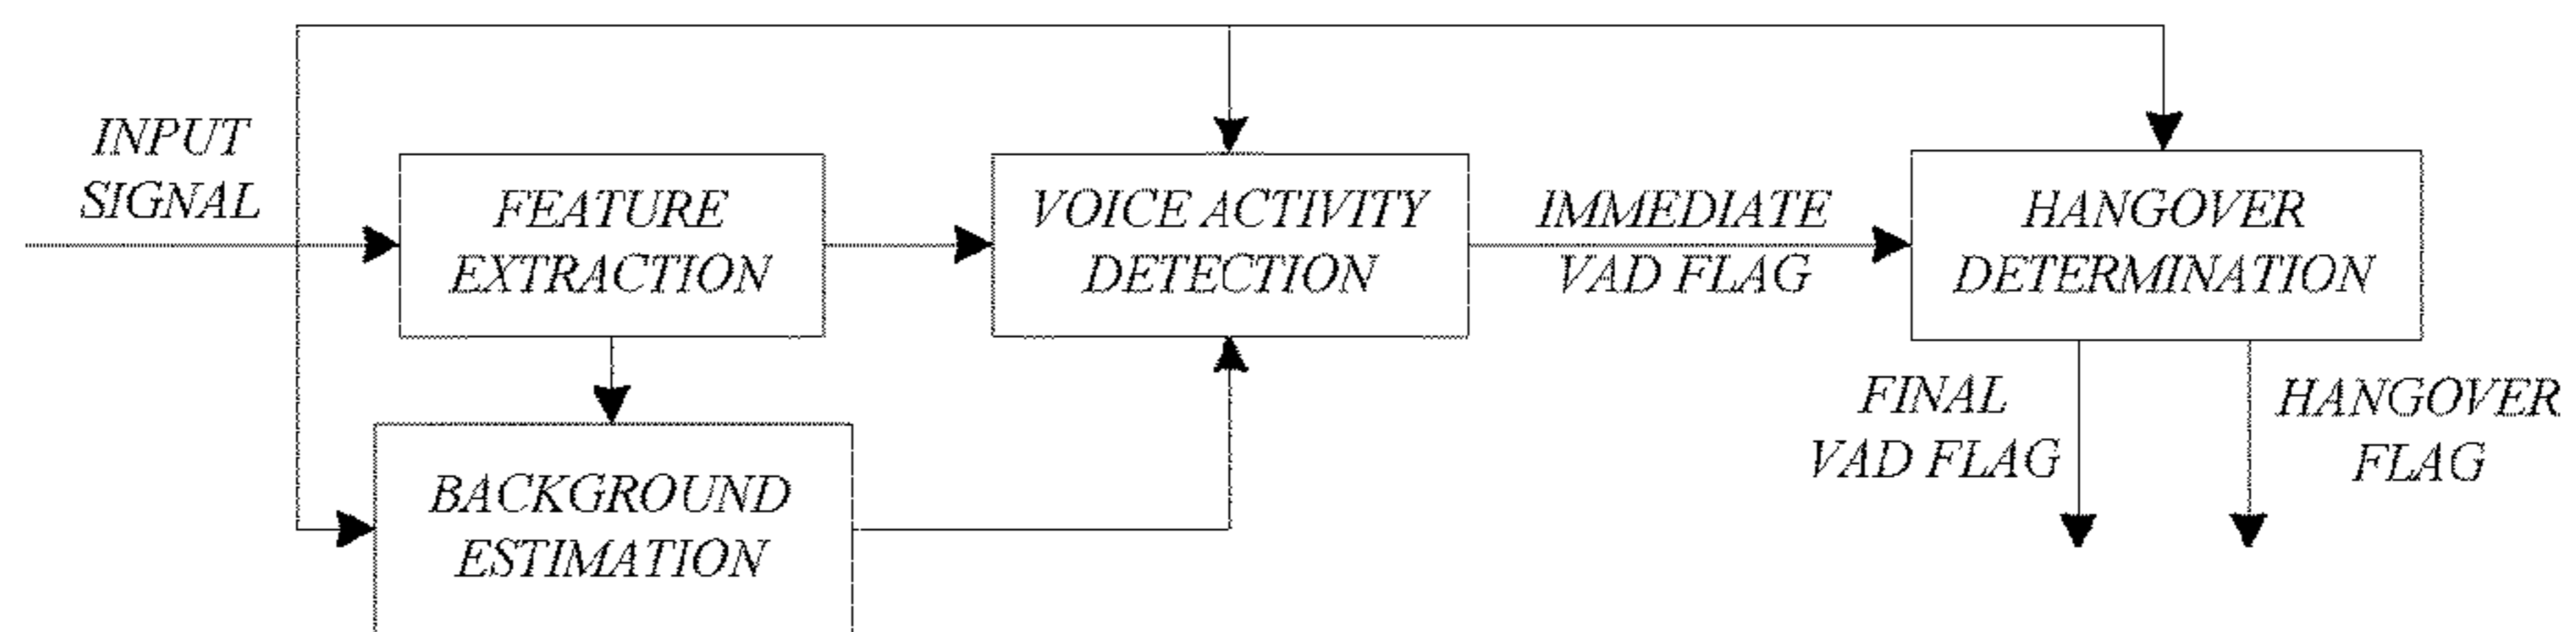 INPUT
SIGNAL
FEATURE
EXTRACTION
VOICE ACTIVITY
DETECTION
IMMEDIATE
VAD FLAG
HANGOVER
DETERMINATION
BACKGROUND
ESTIMATION
FINAL
VAD FLAG
HANGOVER
FLAG